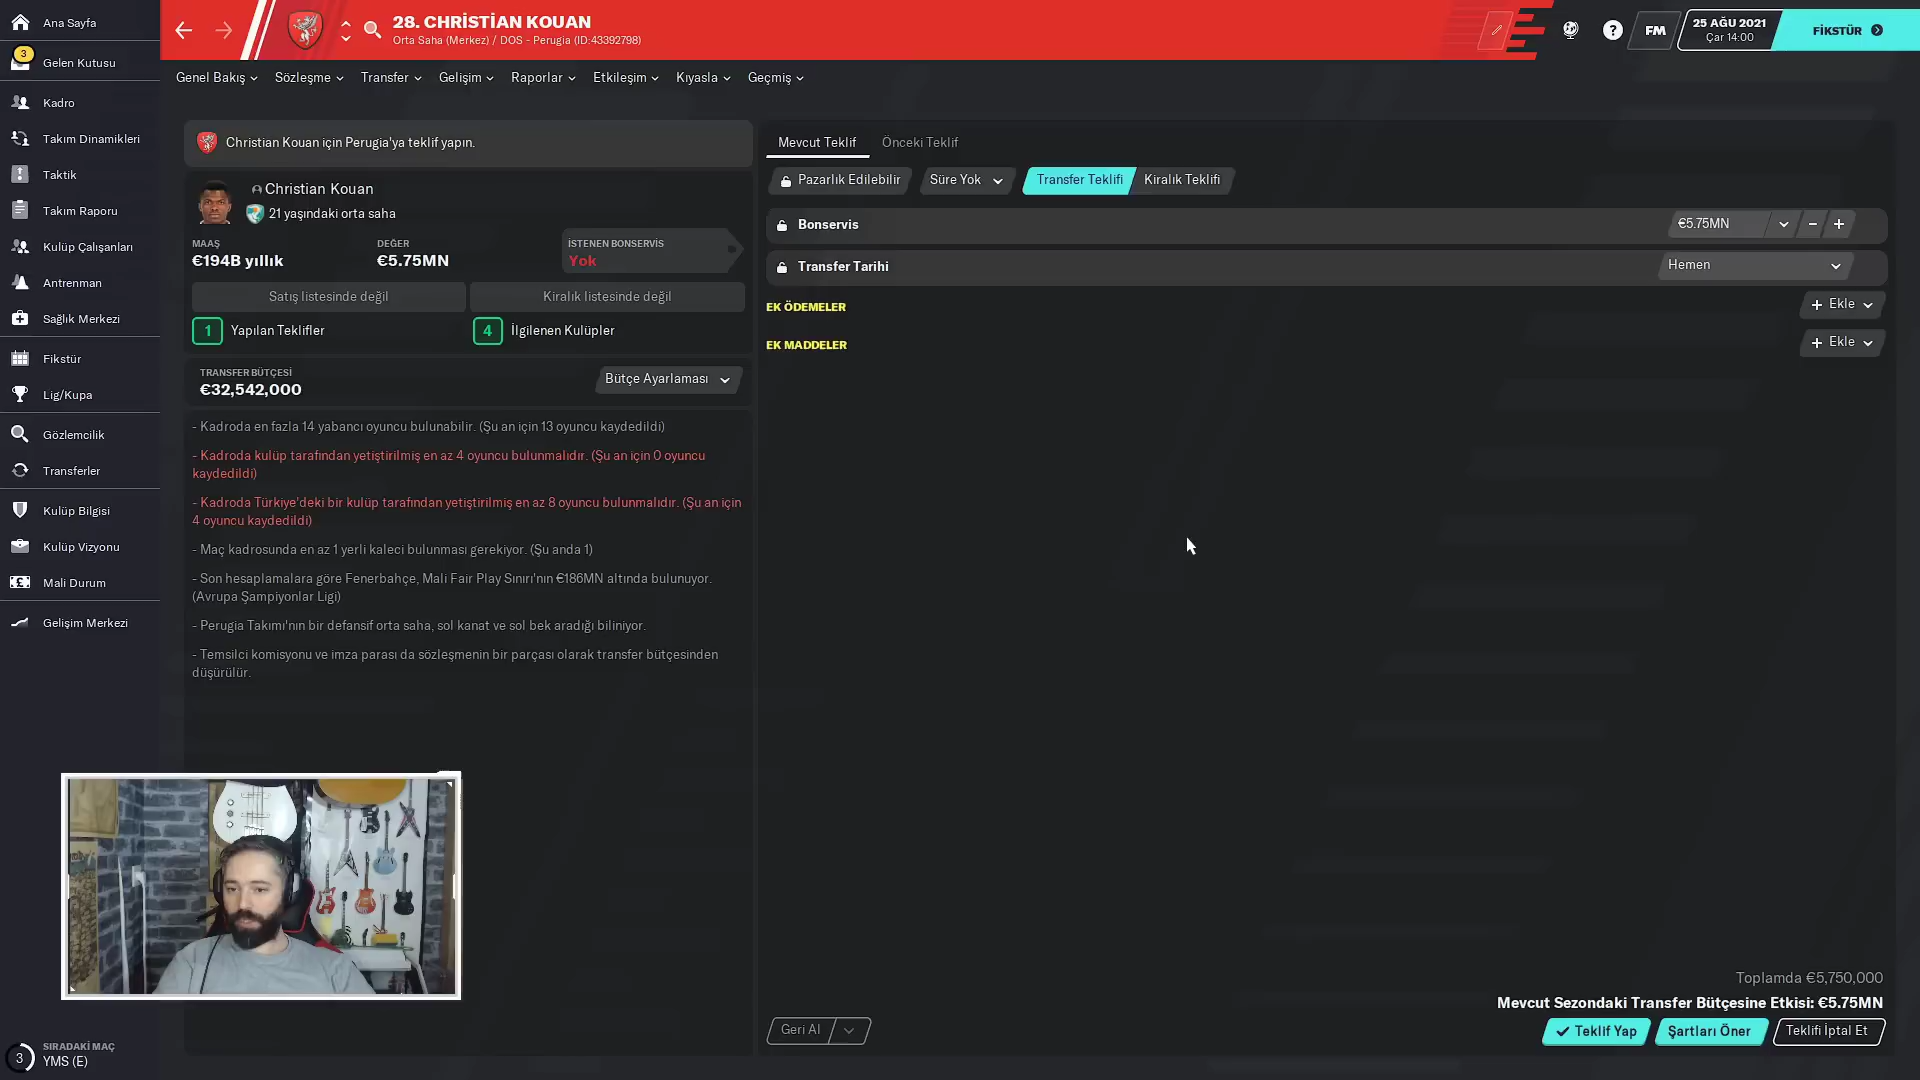 Ana Sayfa
3
Gelen Kutusu
Kadro
Takım Dinamikleri
Taktik
Takım Raporu
Kulüp Çalışanları
Antrenman
Sağlık Merkezi
Fikstür
Lig/Kupa
Gözlemcilik
Transferler
Kulüp Bilgisi
Kulüp Vizyonu
Mali Durum
Gelişim Merkezi
3
SIRADAKİ MAÇ
YMS (E)
28. CHRİSTİAN KOUAN
Orta Saha (Merkez) / DOS - Perugia (ID:43392798)
?
FM
25 AĞU 2021
Çar 14:00
FİKSTÜR
Genel Bakış
Sözleşme
Transfer
Gelişim
Raporlar
Etkileşim
Kıyasla
Geçmiş
Christian Kouan için Perugia'ya teklif yapın.
Christian Kouan
21 yaşındaki orta saha
MAAŞ
€194B yıllık
DEĞER
€5.75MN
İSTENEN BONSERVİS
Yok
Satış listesinde değil
Kiralık listesinde değil
1 Yapılan Teklifler
4 İlgilenen Kulüpler
TRANSFER BÜTÇESİ
€32,542,000
Bütçe Ayarlaması
- Kadroda en fazla 14 yabancı oyuncu bulunabilir. (Şu an için 13 oyuncu kaydedildi)
- Kadroda kulüp tarafından yetiştirilmiş en az 4 oyuncu bulunmalıdır. (Şu an için 0 oyuncu
kaydedildi)
- Kadroda Türkiye'deki bir kulüp tarafından yetiştirilmiş en az 8 oyuncu bulunmalıdır. (Şu an için
4 oyuncu kaydedildi)
- Maç kadrosunda en az 1 yerli kaleci bulunması gerekiyor. (Şu anda 1)
- Son hesaplamalara göre Fenerbahçe, Mali Fair Play Sınırı'nın €186MN altında bulunuyor.
(Avrupa Şampiyonlar Ligi)
- Perugia Takımı'nın bir defansif orta saha, sol kanat ve sol bek aradığı biliniyor.
- Temsilci komisyonu ve imza parası da sözleşmenin bir parçası olarak transfer bütçesinden
düşürülür.
Mevcut Teklif
Önceki Teklif
Pazarlık Edilebilir
Süre Yok
Transfer Teklifi
Kiralık Teklifi
Bonservis
€5.75MN
Transfer Tarihi
Hemen
EK ÖDEMELER
+ Ekle
EK MADDELER
+ Ekle
Toplamda €5,750,000
Mevcut Sezondaki Transfer Bütçesine Etkisi: €5.75MN
Geri Al
Teklif Yap
Şartları Öner
Teklifi İptal Et